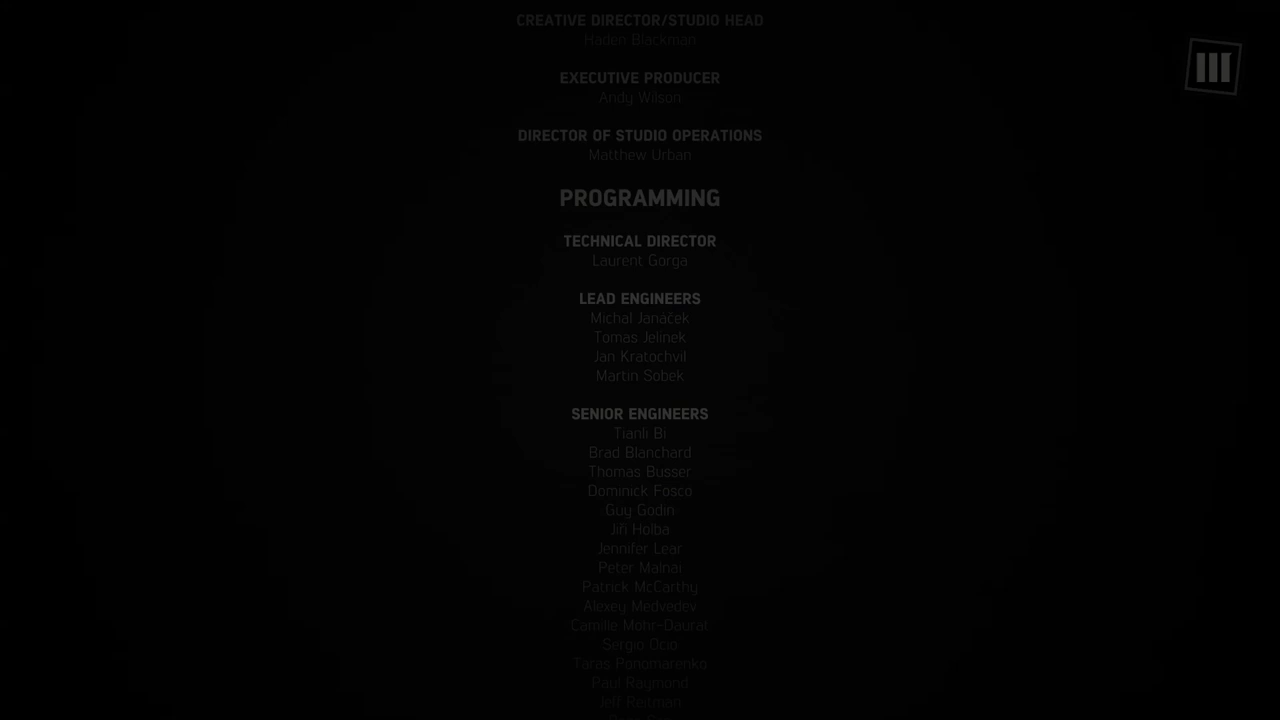 CREATIVE DIRECTOR/STUDIO HEAD
Haden Blackman
EXECUTIVE PRODUCER
Andy Wilson
DIRECTOR OF STUDIO OPERATIONS
Matthew Urban
PROGRAMMING
TECHNICAL DIRECTOR
Laurent Gorga
LEAD ENGINEERS
Michal Janáček
Tomas Jelinek
Jan Kratochvil
Martin Sobek
SENIOR ENGINEERS
Tianli Bi
Brad Blanchard
Thomas Busser
Dominick Fosco
Guy Godin
Jiří Holba
Jennifer Lear
Peter Malnai
Patrick McCarthy
Alexey Medvedev
Camille Mohr-Daurat
Sergio Ocio
Taras Ponomarenko
Paul Raymond
Jeff Reitman